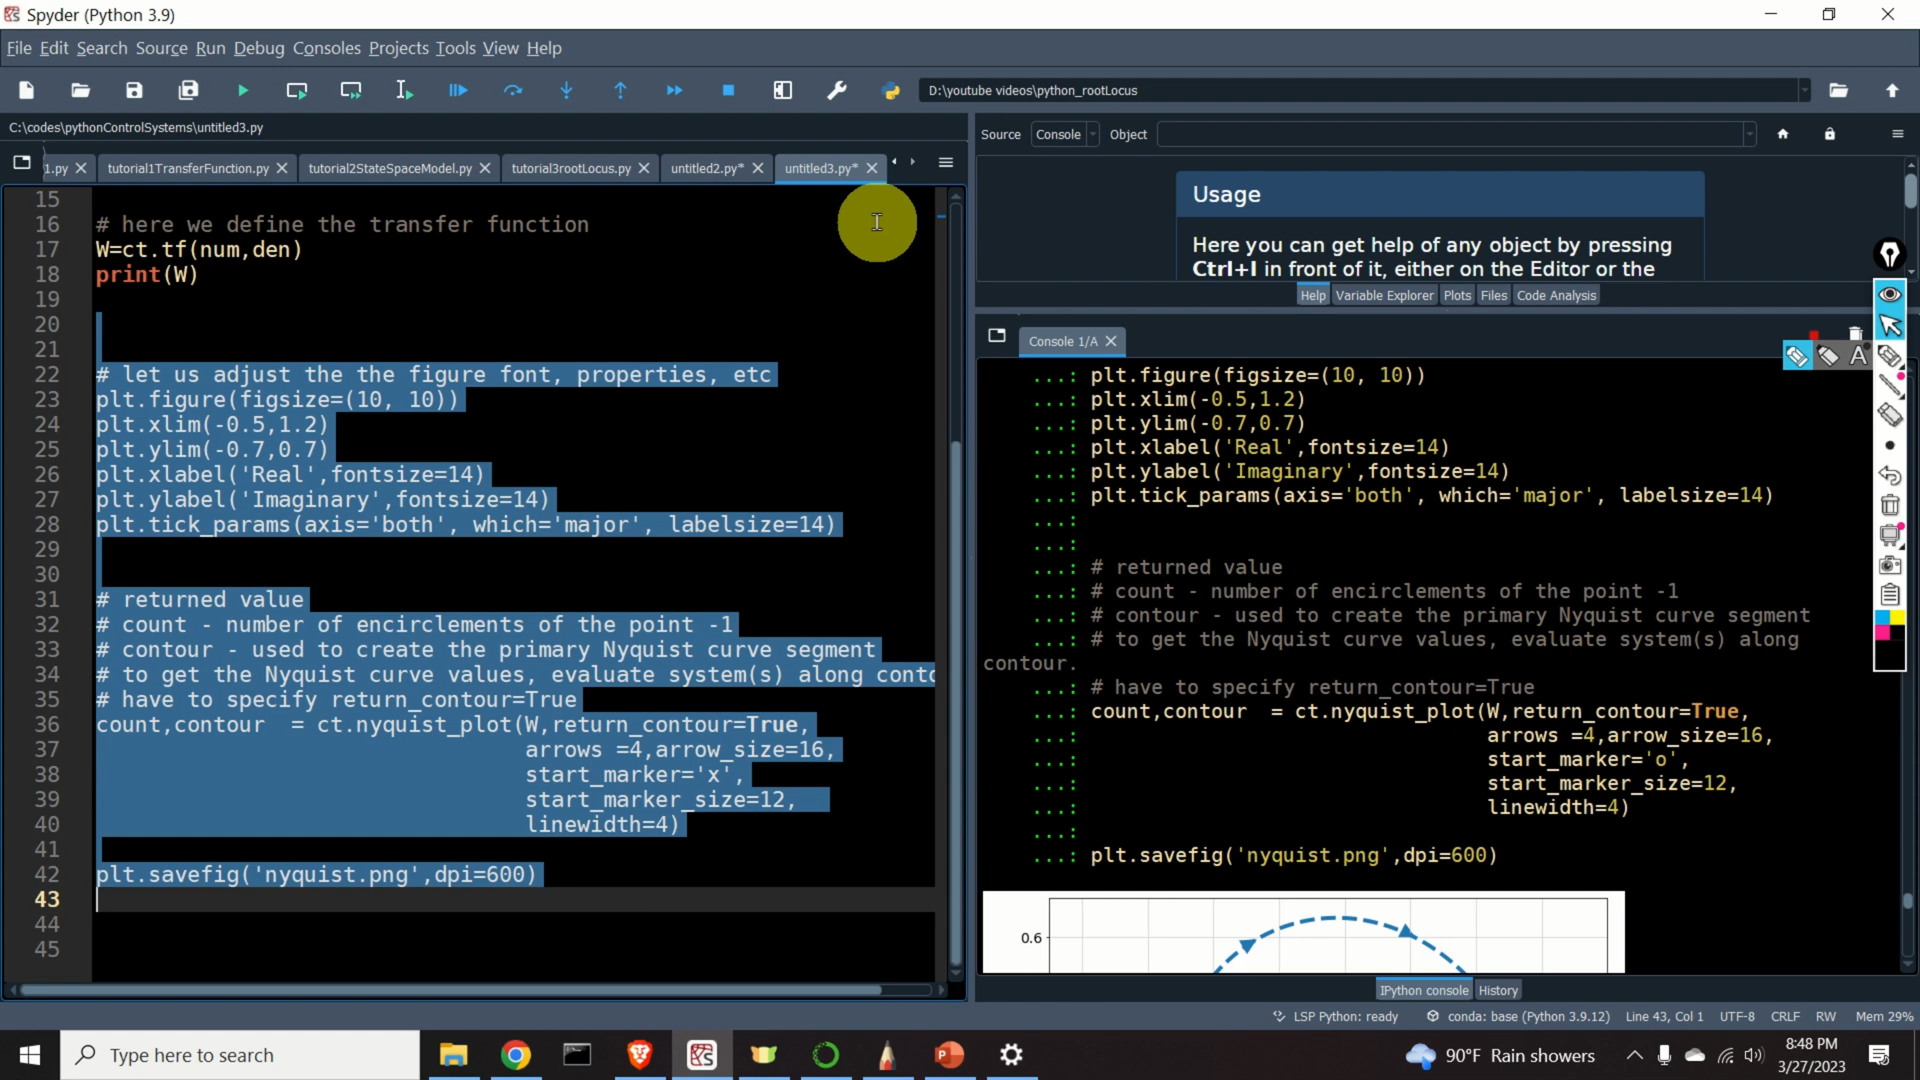 Spyder (Python 3.9)
File Edit Search Source Run Debug Consoles Projects Tools View Help
D:\youtube videos\python_rootLocus
C:\codes\pythonControlSystems\untitled3.py
1.py tutorial1TransferFunction.py tutorial2StateSpaceModel.py tutorial3rootLocus.py untitled2.py* untitled3.py*
15
16 # here we define the transfer function
17 W=ct.tf(num,den)
18 print(W)
19
20
21
22 # let us adjust the the figure font, properties, etc
23 plt.figure(figsize=(10, 10))
24 plt.xlim(-0.5,1.2)
25 plt.ylim(-0.7,0.7)
26 plt.xlabel('Real',fontsize=14)
27 plt.ylabel('Imaginary',fontsize=14)
28 plt.tick_params(axis='both', which='major', labelsize=14)
29
30
31 # returned value
32 # count - number of encirclements of the point -1
33 # contour - used to create the primary Nyquist curve segment
34 # to get the Nyquist curve values, evaluate system(s) along conto
35 # have to specify return_contour=True
36 count,contour  = ct.nyquist_plot(W,return_contour=True,
37 arrows =4,arrow_size=16,
38 start_marker='x',
39 start_marker_size=12,
40 linewidth=4)
41
42 plt.savefig('nyquist.png',dpi=600)
43
44
45
Source Console Object
Usage
Here you can get help of any object by pressing
Ctrl+I in front of it, either on the Editor or the
Help Variable Explorer Plots Files Code Analysis
Console 1/A
A
...: plt.figure(figsize=(10, 10))
...: plt.xlim(-0.5,1.2)
...: plt.ylim(-0.7,0.7)
...: plt.xlabel('Real',fontsize=14)
...: plt.ylabel('Imaginary',fontsize=14)
...: plt.tick_params(axis='both', which='major', labelsize=14)
...:
...:
...: # returned value
...: # count - number of encirclements of the point -1
...: # contour - used to create the primary Nyquist curve segment
...: # to get the Nyquist curve values, evaluate system(s) along
contour.
...: # have to specify return_contour=True
...: count,contour  = ct.nyquist_plot(W,return_contour=True,
...: arrows =4,arrow_size=16,
...: start_marker='o',
...: start_marker_size=12,
...: linewidth=4)
...:
...: plt.savefig('nyquist.png',dpi=600)
0.6
IPython console History
LSP Python: ready conda: base (Python 3.9.12) Line 43, Col 1 UTF-8 CRLF RW Mem 29%
Type here to search
90°F Rain showers
8:48 PM
3/27/2023